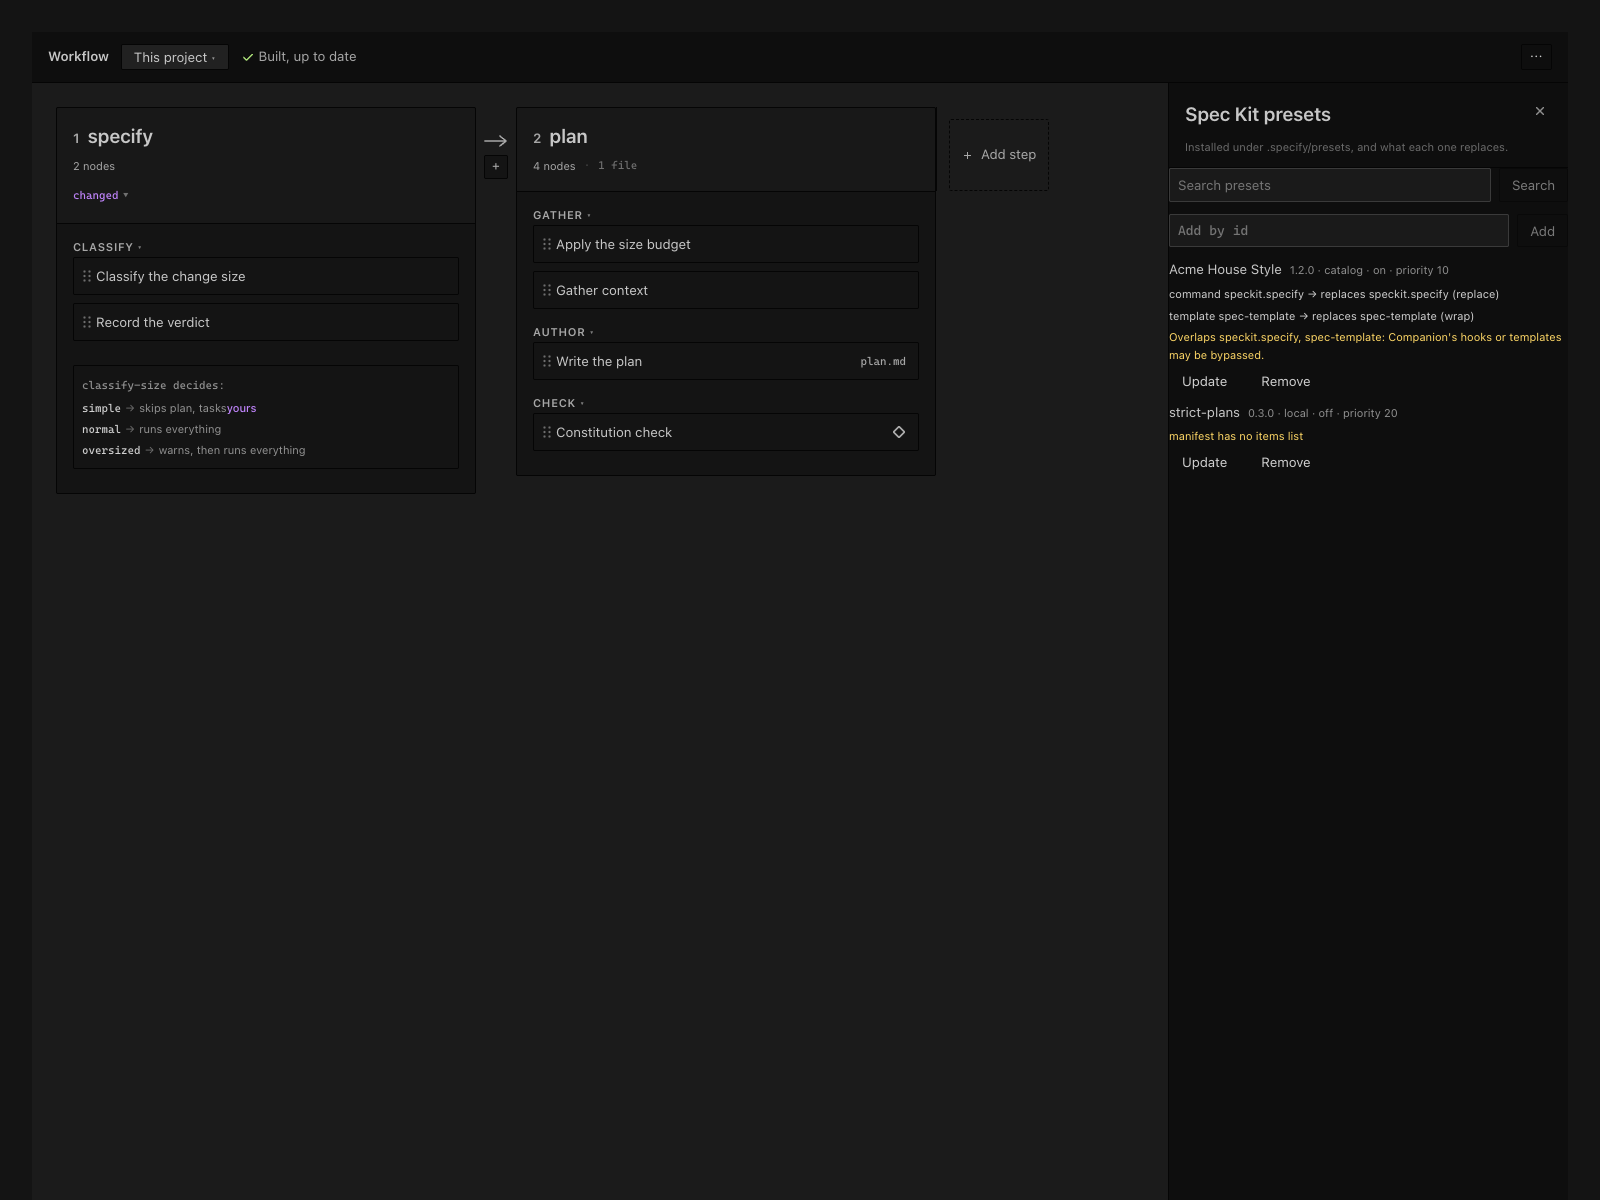 Workflow
This project
Built, up to date
...
1 specify
2 nodes
changed
CLASSIFY
Classify the change size
Record the verdict
classify-size decides:
simple → skips plan, tasksyours
normal → runs everything
oversized → warns, then runs everything
+
2 plan
4 nodes · 1 file
GATHER
Apply the size budget
Gather context
AUTHOR
Write the plan plan.md
CHECK
Constitution check
+ Add step
Spec Kit presets
Installed under .specify/presets, and what each one replaces.
Search presets Search
Add by id Add
Acme House Style 1.2.0 · catalog · on · priority 10
command speckit.specify → replaces speckit.specify (replace)
template spec-template → replaces spec-template (wrap)
Overlaps speckit.specify, spec-template: Companion's hooks or templates
may be bypassed.
Update Remove
strict-plans 0.3.0 · local · off · priority 20
manifest has no items list
Update Remove